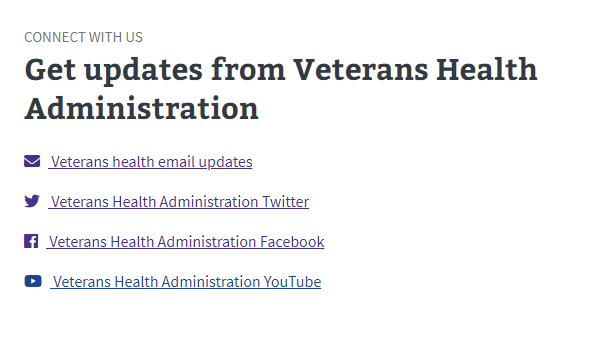 CONNECT WITH US
Get updates from Veterans Health
Administration
Veterans health email updates
Veterans Health Administration Twitter
Veterans Health Administration Facebook
Veterans Health Administration YouTube